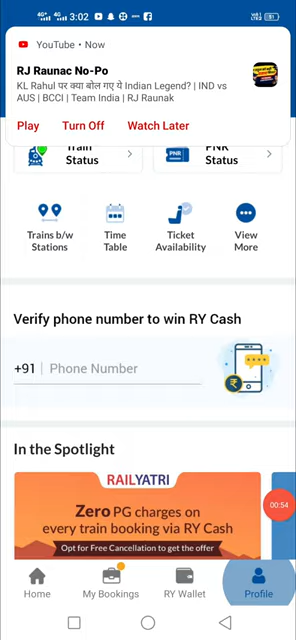 4G+ 4G 3:02
YouTube • Now
RJ Raunac No-Po
KL Rahul पर क्या बोल गए ये Indian Legend? | IND vs
AUS | BCCI | Team India | RJ Raunak
Play Turn Off Watch Later
Train
Status
PNR
PNR
Status
Trains b/w
Stations
Time
Table
Ticket
Availability
View
More
Verify phone number to win RY Cash
+91 Phone Number
In the Spotlight
RAILYATRI
Zero PG charges on
every train booking via RY Cash
Opt for Free Cancellation to get the offer
00:54
Home My Bookings RY Wallet Profile